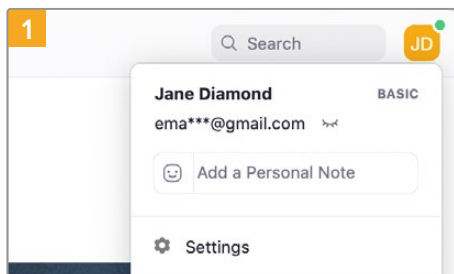 1
Search
JD
Jane Diamond BASIC
ema***@gmail.com
Add a Personal Note
Settings